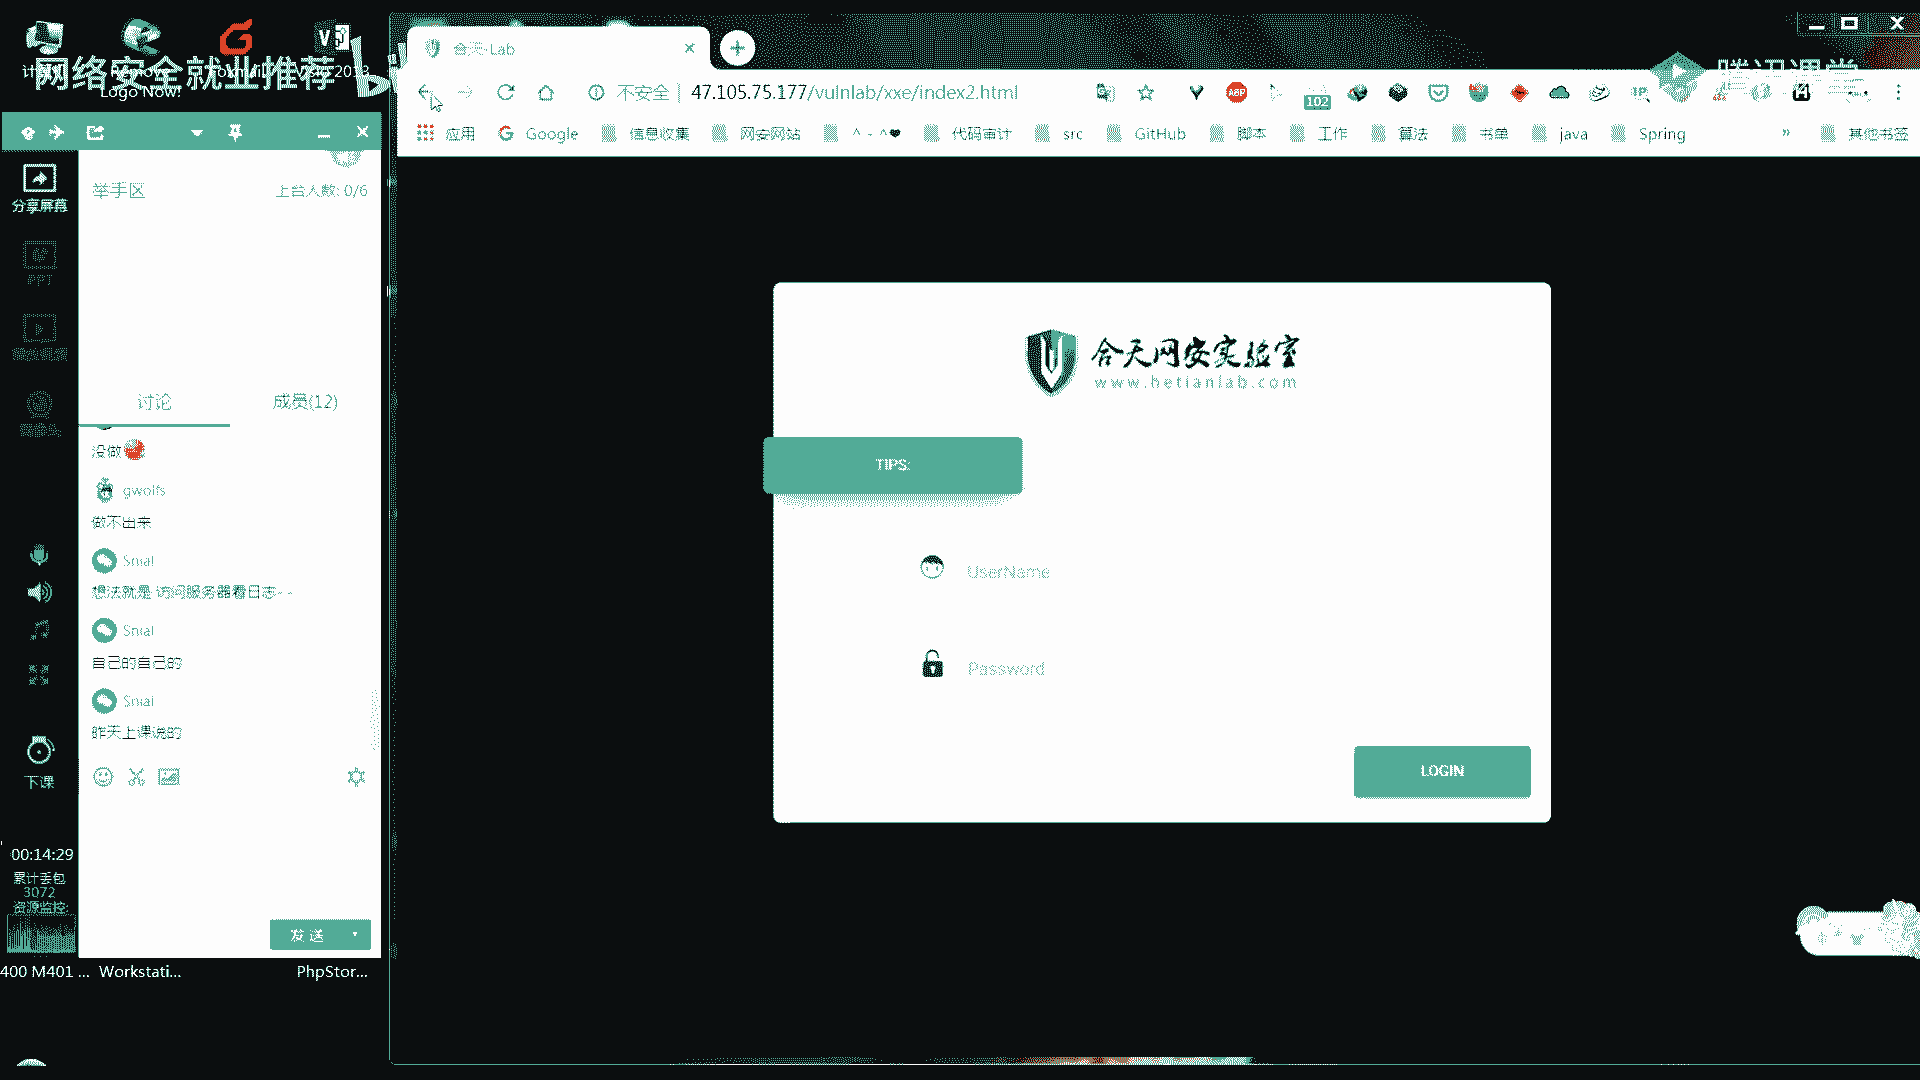 网络安全就业推荐
Logo Now!
合天-Lab
不安全
47.105.75.177/vulnlab/xxe/index2.html
ABP
102
应用
Google
信息收集
网安网站
^ - ^❤
代码审计
src
GitHub
脚本
工作
算法
书单
java
Spring
»
其他书签
腾讯课堂
分享屏幕
PPT
举手区
上台人数: 0/6
讨论
成员(12)
没做
gwolfs
做不出来
Snial
想法就是 访问服务器看日志--
Snial
自己的自己的
Snial
昨天上课说的
下课
00:14:29
累计丢包
3072
资源监控:
发 送
400 M401 ...
Workstati...
PhpStor...
合天网安实验室
www.hetianlab.com
TIPS:
UserName
Password
LOGIN